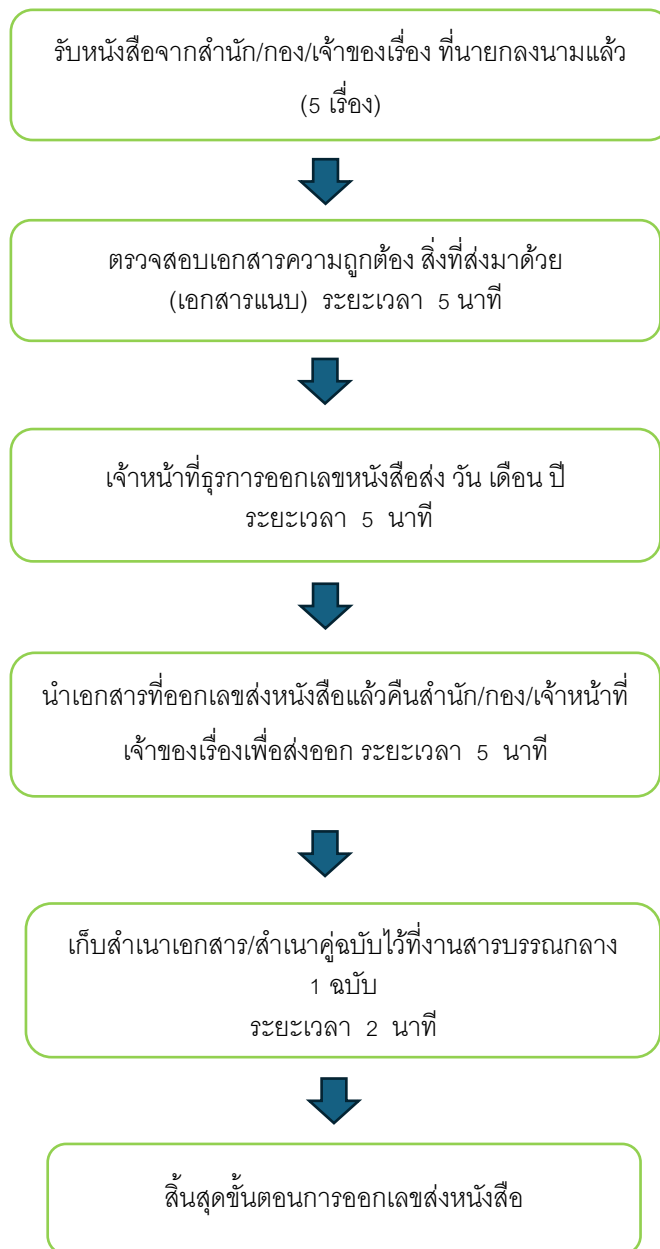 รับหนังสือจากสำนัก/กอง/เจ้าของเรื่อง ที่นายกลงนามแล้ว
(5 เรื่อง)
ตรวจสอบเอกสารความถูกต้อง สิ่งที่ส่งมาด้วย
(เอกสารแนบ) ระยะเวลา 5 นาที
เจ้าหน้าที่ธุรการออกเลขหนังสือส่ง วัน เดือน ปี
ระยะเวลา 5 นาที
นำเอกสารที่ออกเลขส่งหนังสือแล้วคืนสำนัก/กอง/เจ้าหน้าที่
เจ้าของเรื่องเพื่อส่งออก ระยะเวลา 5 นาที
เก็บสำเนาเอกสาร/สำเนาคู่ฉบับไว้ที่งานสารบรรณกลาง
1 ฉบับ
ระยะเวลา 2 นาที
สิ้นสุดขั้นตอนการออกเลขส่งหนังสือ